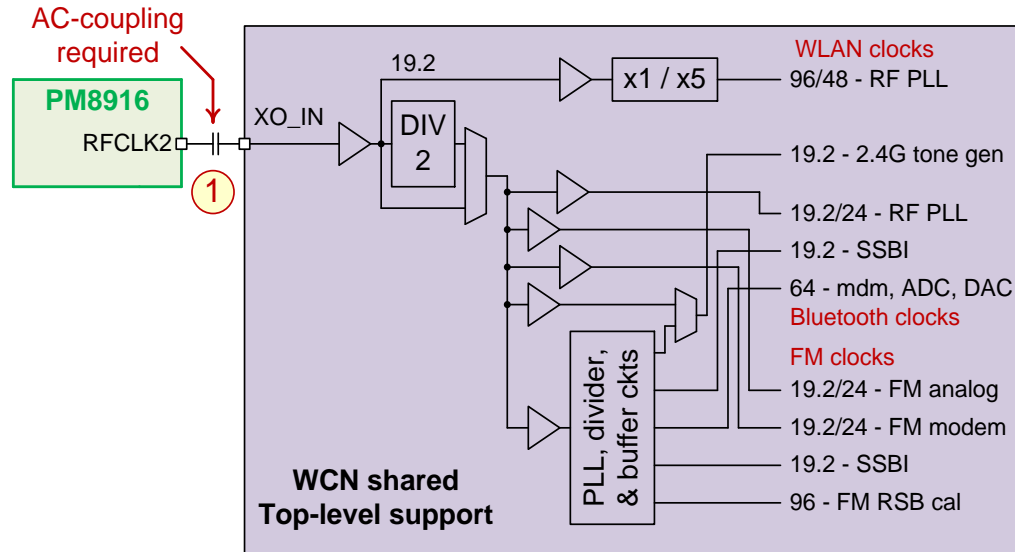 AC-coupling
required
PM8916
RFCLK2
1
XO_IN
19.2
DIV
2
x1 / x5
WLAN clocks
96/48 - RF PLL
19.2 - 2.4G tone gen
19.2/24 - RF PLL
19.2 - SSBI
64 - mdm, ADC, DAC
Bluetooth clocks
FM clocks
19.2/24 - FM analog
19.2/24 - FM modem
19.2 - SSBI
96 - FM RSB cal
PLL, divider,
& buffer ckts
WCN shared
Top-level support